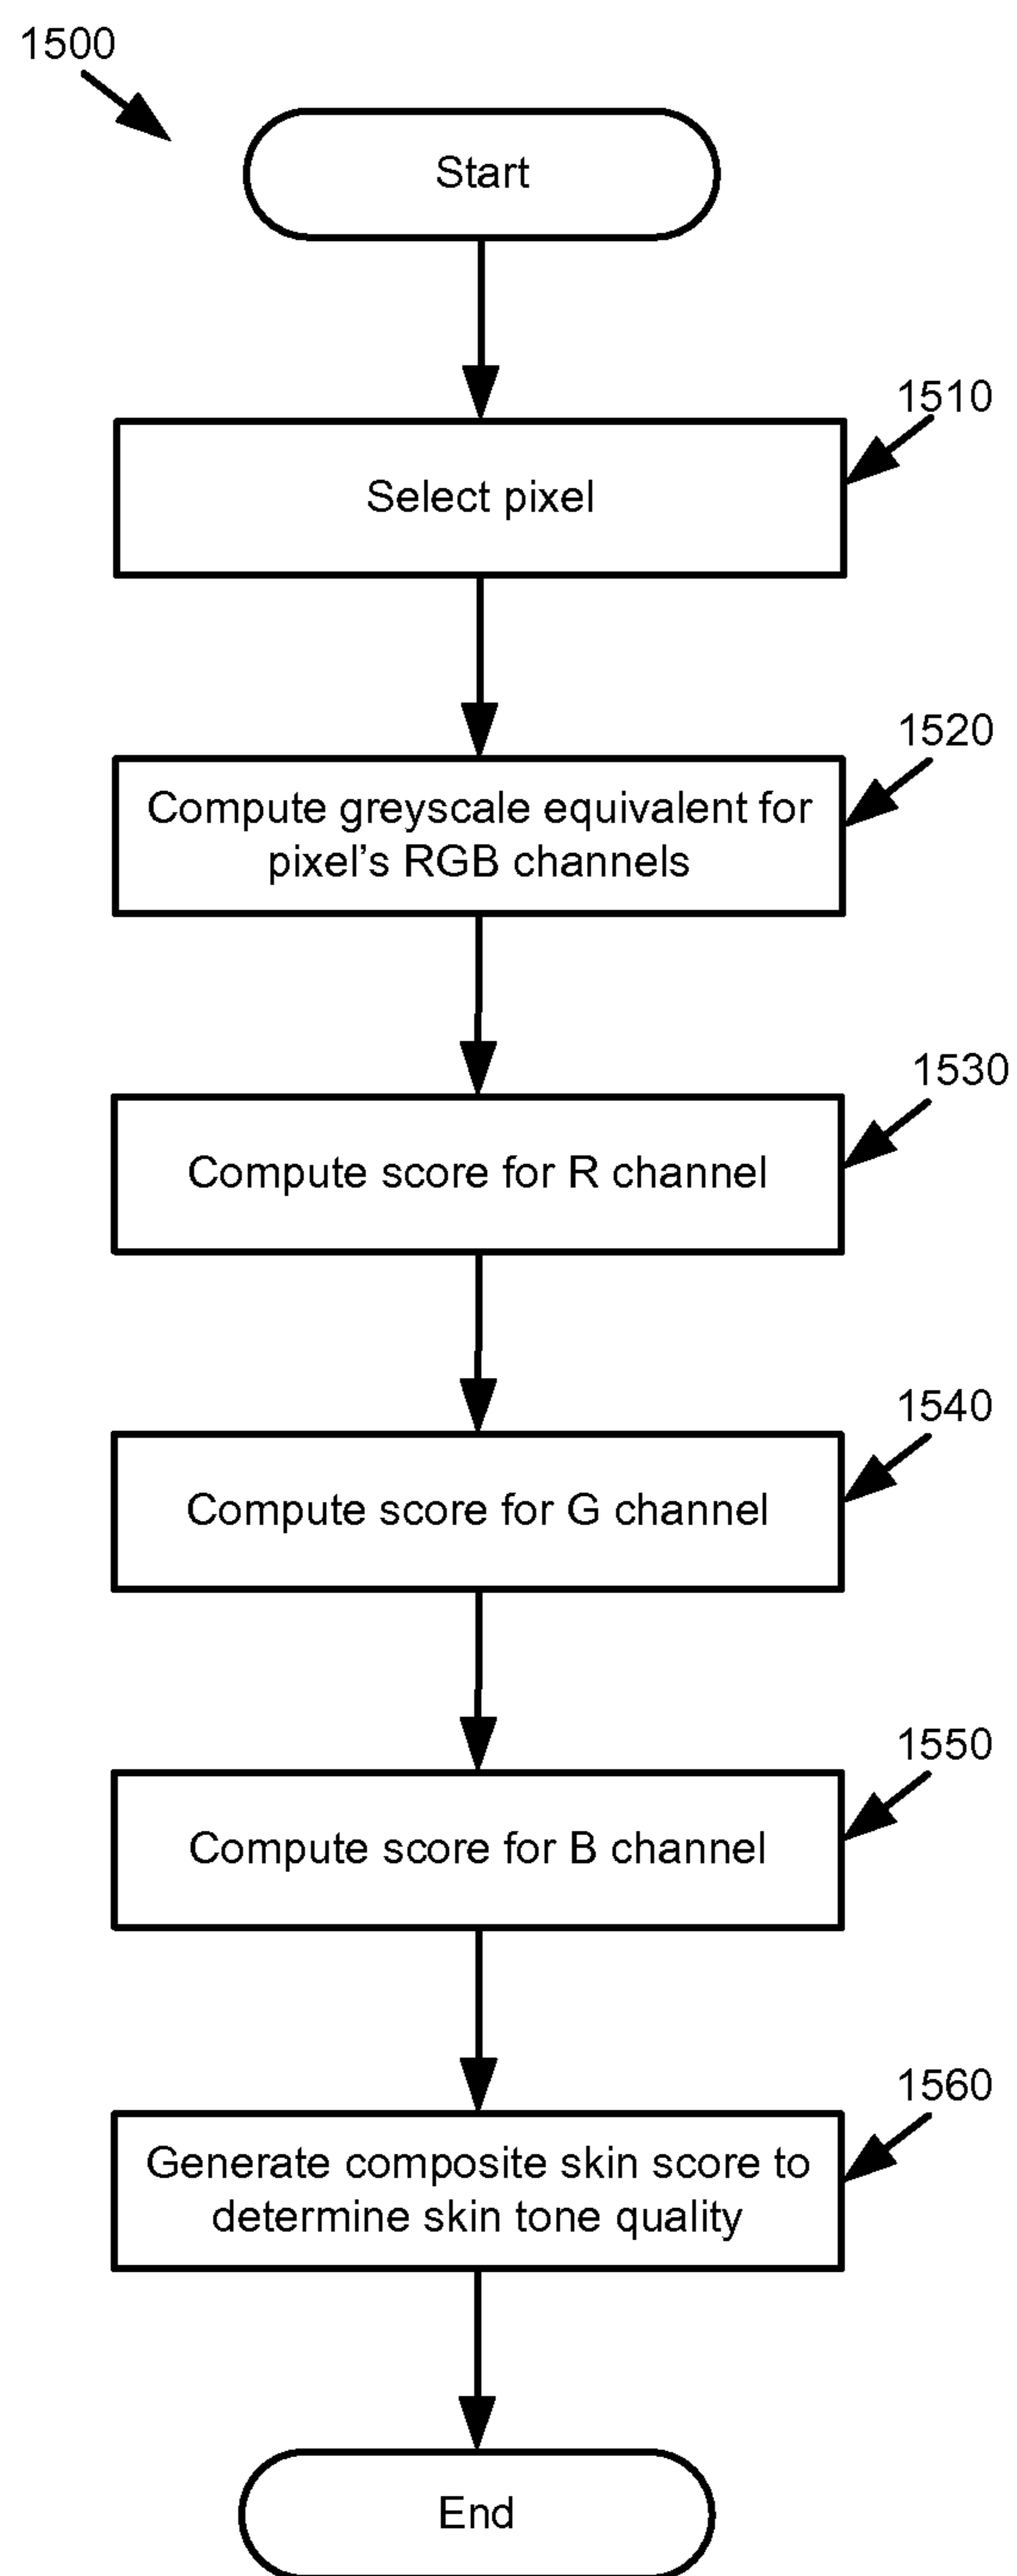 1500
Start
1510
Select pixel
1520
Compute greyscale equivalent for
pixel's RGB channels
1530
Compute score for R channel
1540
Compute score for G channel
1550
Compute score for B channel
1560
Generate composite skin score to
determine skin tone quality
End